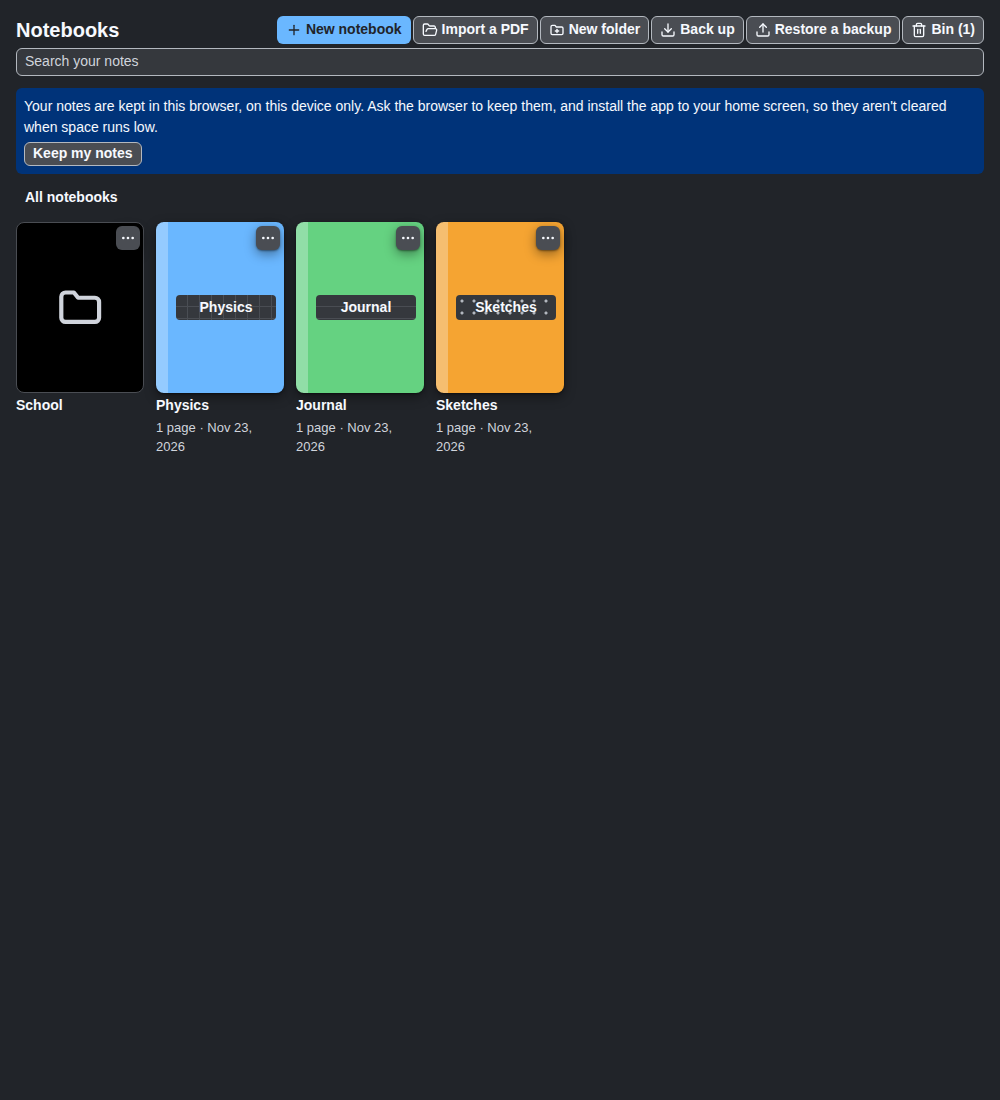 Notebooks
New notebook
Import a PDF
New folder
Back up
Restore a backup
Bin (1)
Search your notes
Your notes are kept in this browser, on this device only. Ask the browser to keep them, and install the app to your home screen, so they aren't cleared
when space runs low.
Keep my notes
All notebooks
Physics
Journal
Sketches
School
Physics
Journal
Sketches
1 page · Nov 23,
2026
1 page · Nov 23,
2026
1 page · Nov 23,
2026